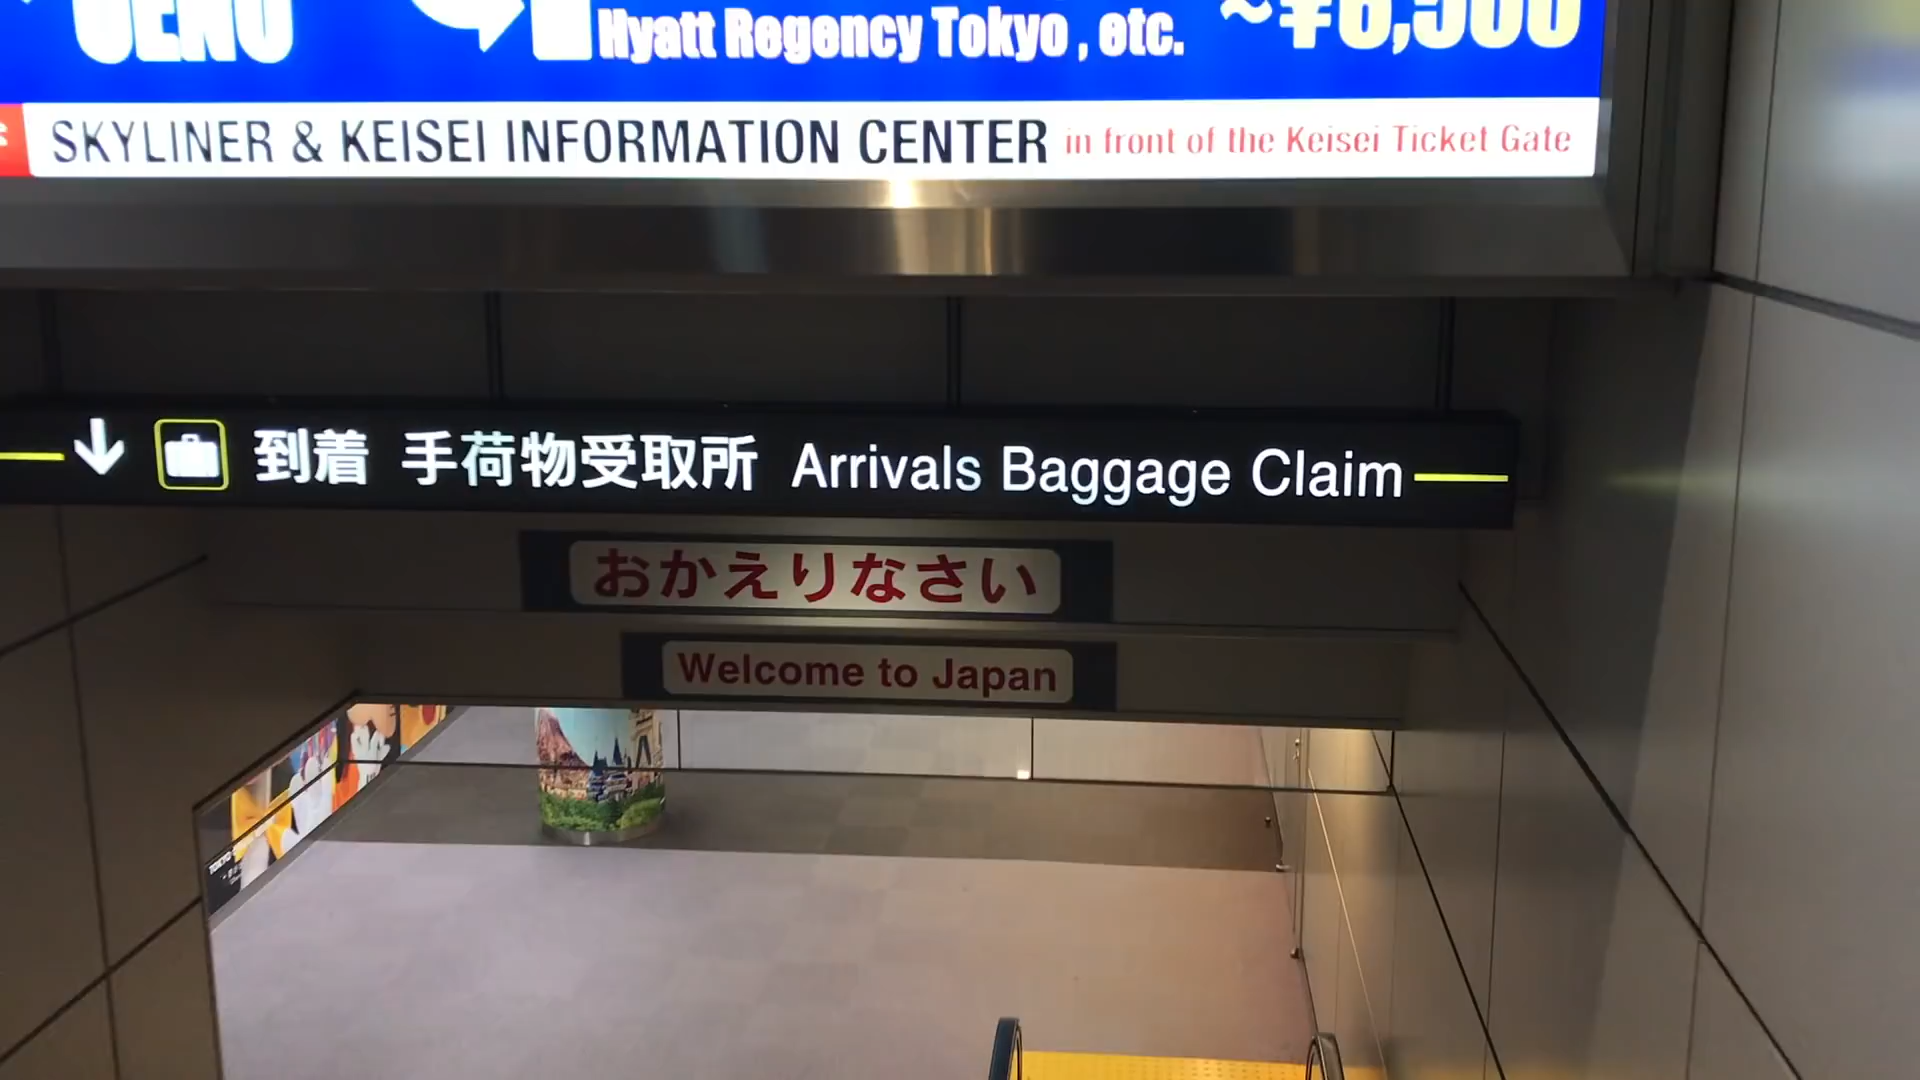 Hyatt Regency Tokyo , etc.
SKYLINER & KEISEI INFORMATION CENTER in front of the Keisei Ticket Gate
到着 手荷物受取所 Arrivals Baggage Claim
おかえりなさい
Welcome to Japan
TOKYO